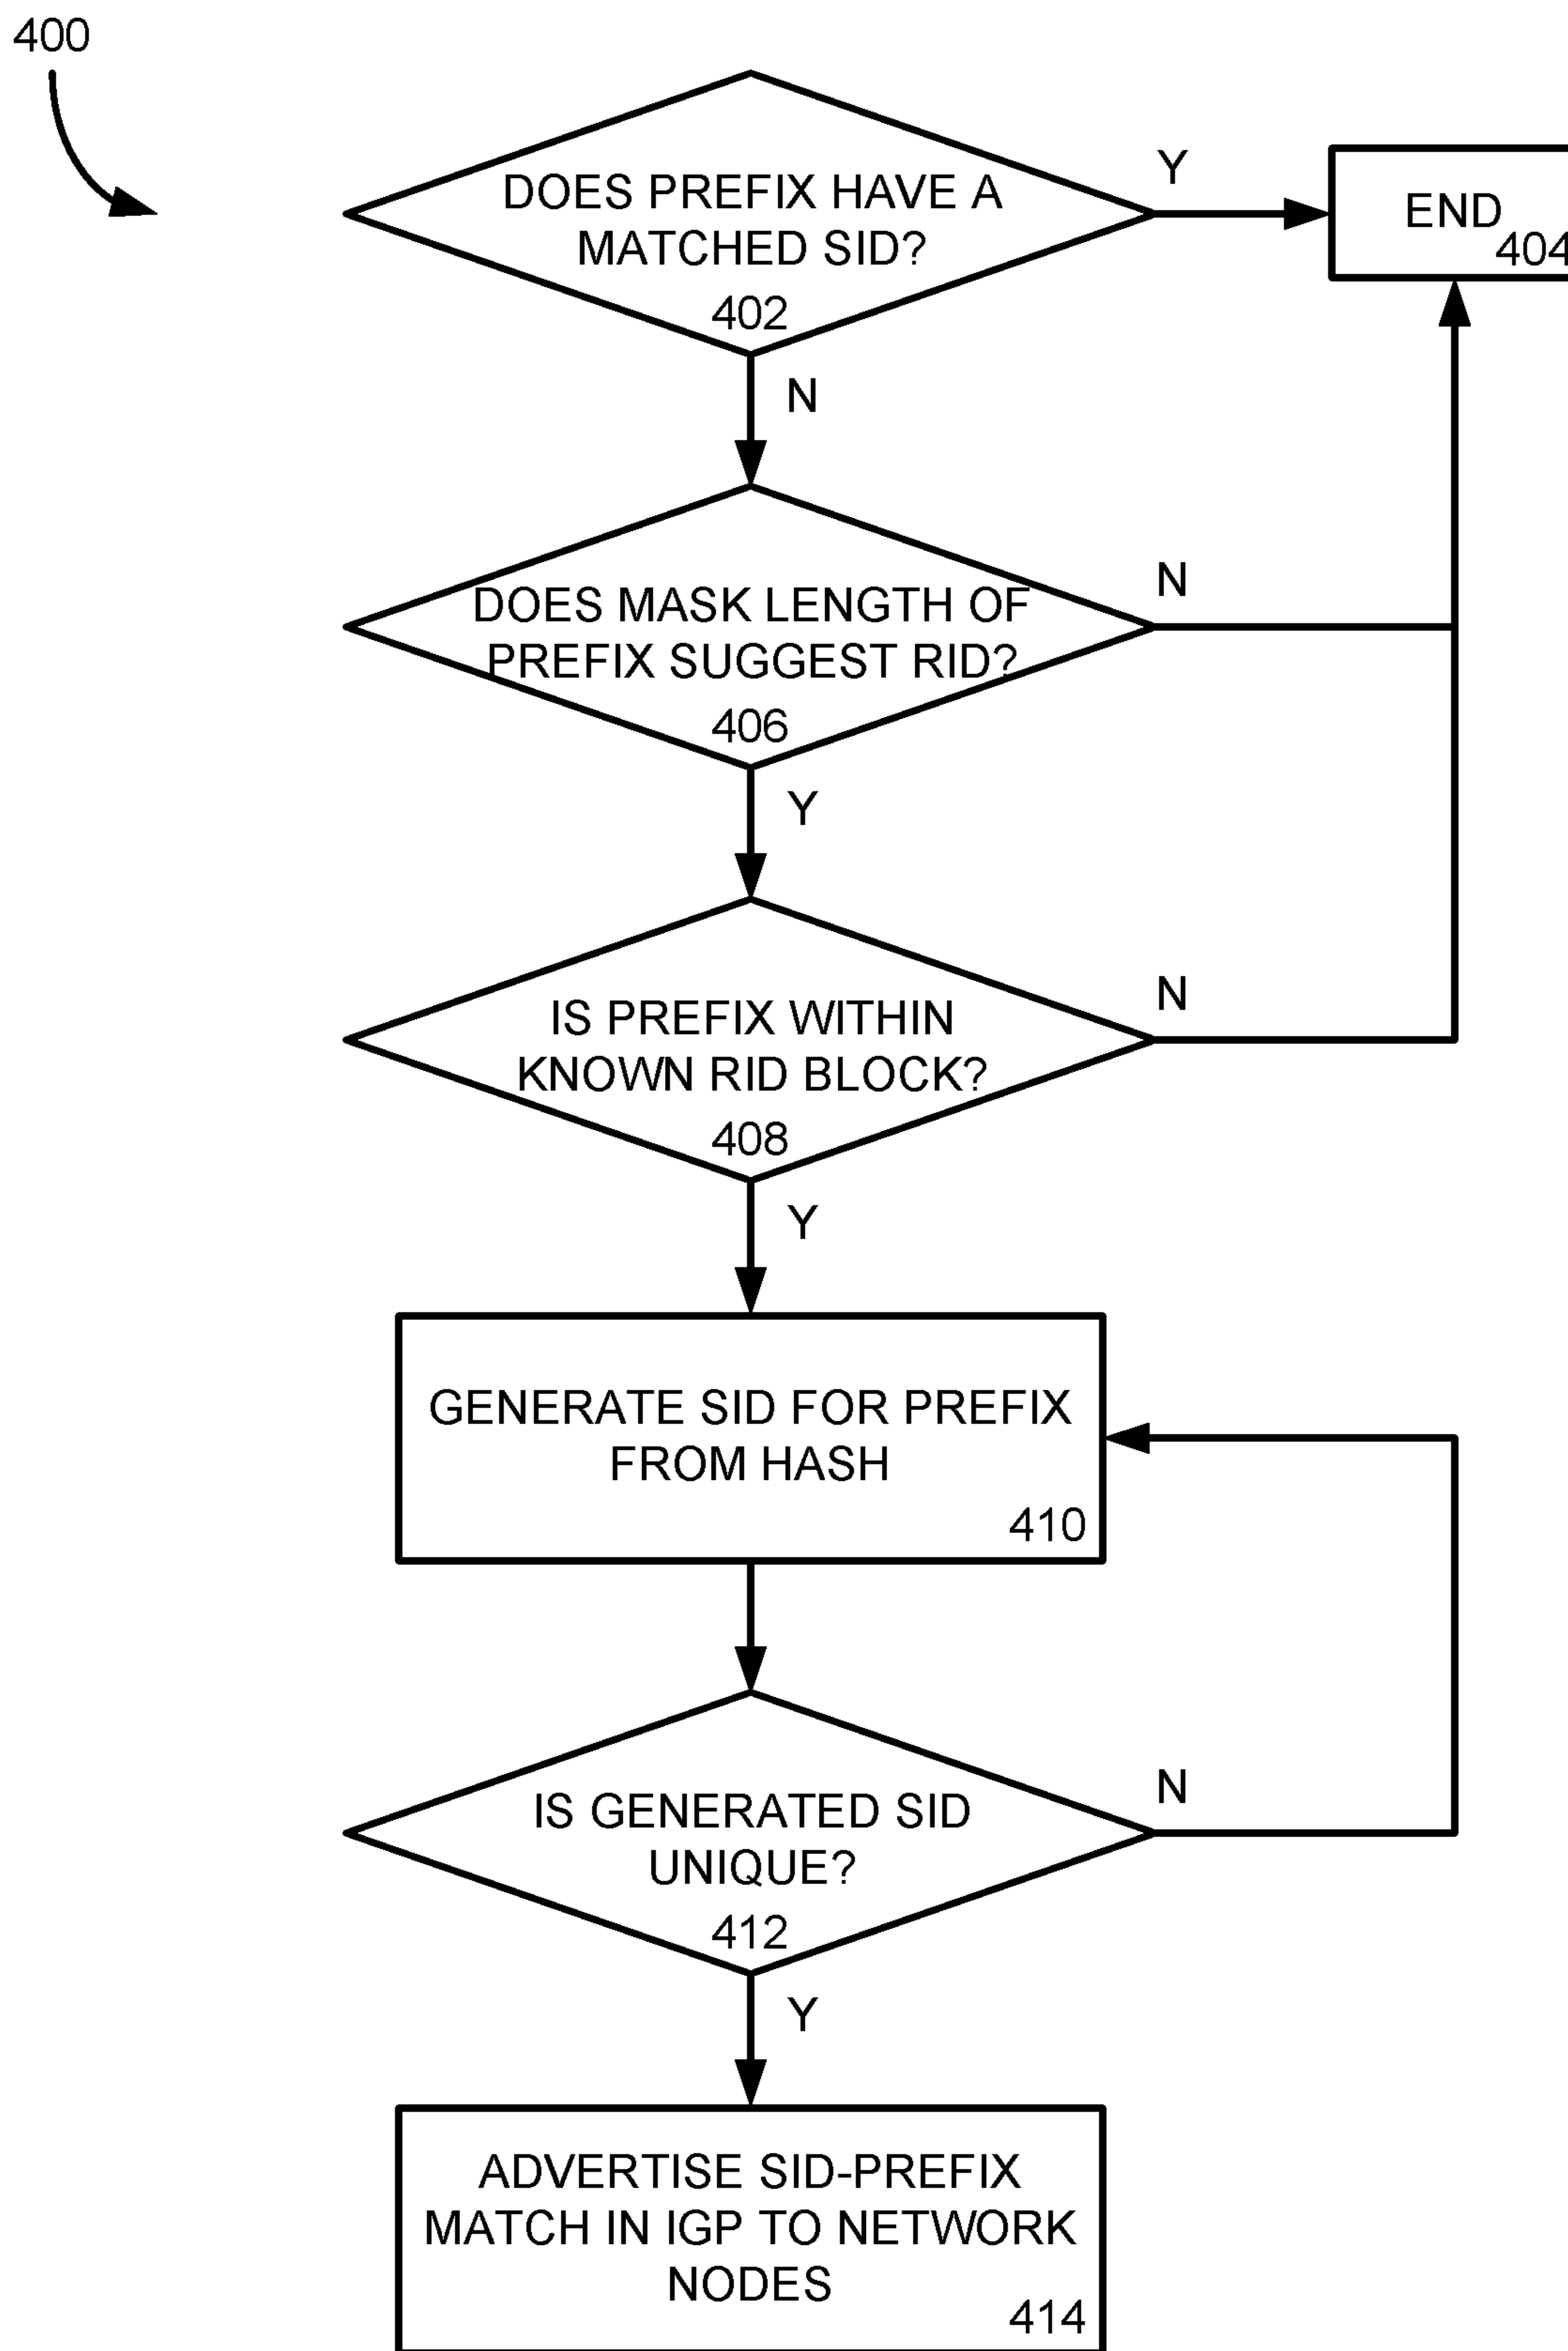 400
DOES PREFIX HAVE A
MATCHED SID?
402
Y
END
404
N
DOES MASK LENGTH OF
PREFIX SUGGEST RID?
406
N
Y
IS PREFIX WITHIN
KNOWN RID BLOCK?
408
N
Y
GENERATE SID FOR PREFIX
FROM HASH
410
IS GENERATED SID
UNIQUE?
412
N
Y
ADVERTISE SID-PREFIX
MATCH IN IGP TO NETWORK
NODES
414